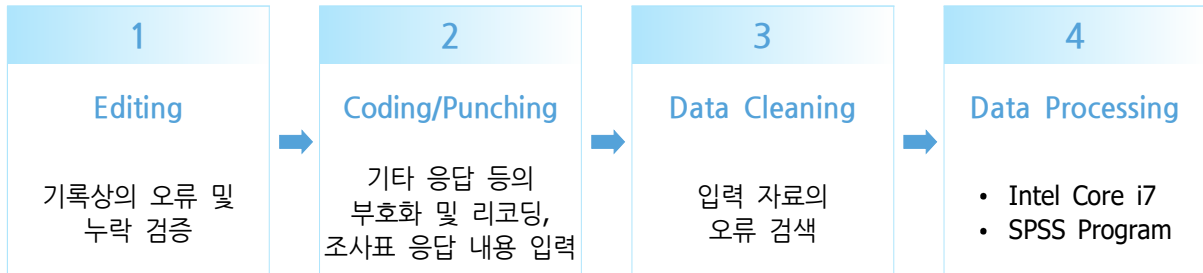 1
Editing
기록상의 오류 및
누락 검증
2
Coding/Punching
기타 응답 등의
부호화 및 리코딩,
조사표 응답 내용 입력
3
Data Cleaning
입력 자료의
오류 검색
4
Data Processing
• Intel Core i7
• SPSS Program